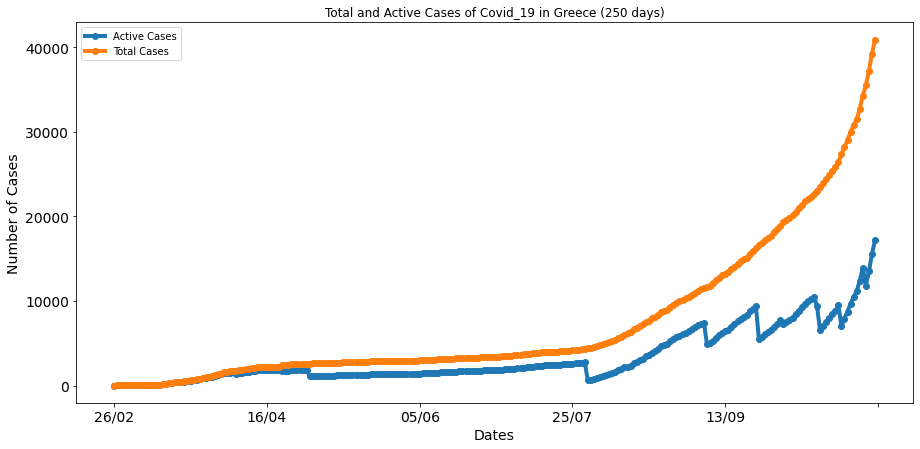 Total and Active Cases of Covid_19 in Greece (250 days)
Active Cases
Total Cases
40000
30000
20000
10000
0
Number of Cases
26/02 16/04 05/06 25/07 13/09
Dates